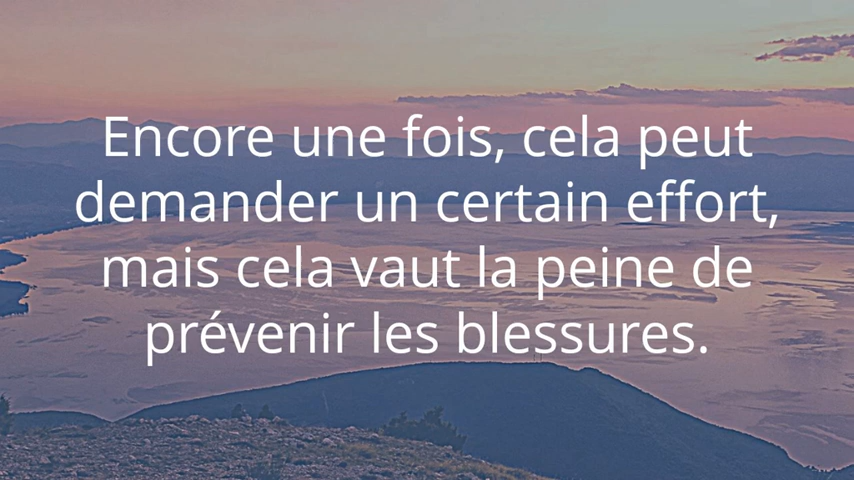 Encore une fois, cela peut
demander un certain effort,
mais cela vaut la peine de
prévenir les blessures.